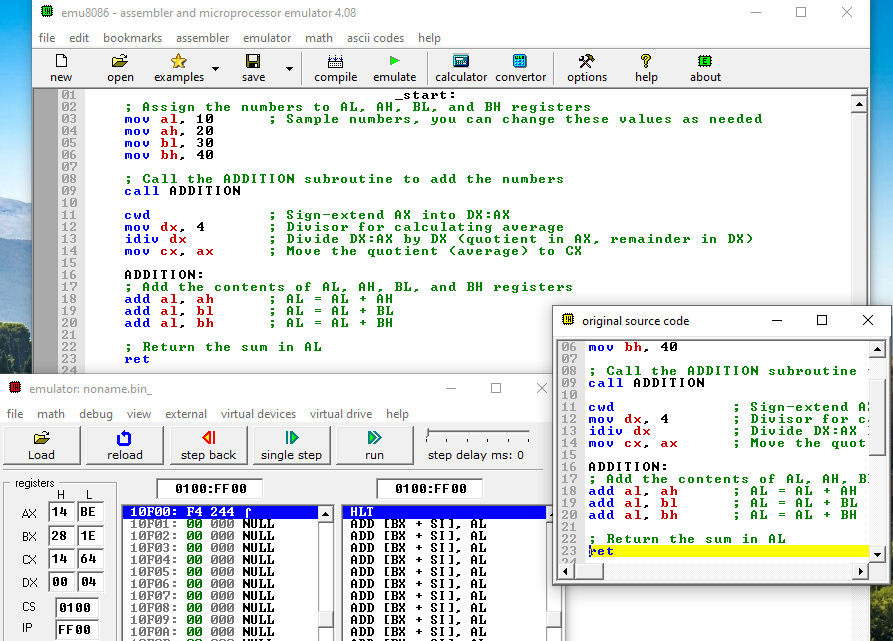 emu8086 - assembler and microprocessor emulator 4.08
file edit bookmarks assembler emulator math ascii codes help
new open examples save compile emulate calculator convertor options help about
01 _start:
02 ; Assign the numbers to AL, AH, BL, and BH registers
03 mov al, 10 ; Sample numbers, you can change these values as needed
04 mov ah, 20
05 mov bl, 30
06 mov bh, 40
07
08 ; Call the ADDITION subroutine to add the numbers
09 call ADDITION
10
11 cwd ; Sign-extend AX into DX:AX
12 mov dx, 4 ; Divisor for calculating average
13 idiv dx ; Divide DX:AX by DX (quotient in AX, remainder in DX)
14 mov cx, ax ; Move the quotient (average) to CX
15
16 ADDITION:
17 ; Add the contents of AL, AH, BL, and BH registers
18 add al, ah ; AL = AL + AH
19 add al, bl ; AL = AL + BL
20 add al, bh ; AL = AL + BH
21
22 ; Return the sum in AL
23 ret
24
original source code
06 mov bh, 40
07
08 ; Call the ADDITION subroutine
09 call ADDITION
10
11 cwd ; Sign-extend A
12 mov dx, 4 ; Divisor for c
13 idiv dx ; Divide DX:AX
14 mov cx, ax ; Move the quot
15
16 ADDITION:
17 ; Add the contents of AL, AH, B
18 add al, ah ; AL = AL + AH
19 add al, bl ; AL = AL + BL
20 add al, bh ; AL = AL + BH
21
22 ; Return the sum in AL
23 ret
24
emulator: noname.bin_
file math debug view external virtual devices virtual drive help
Load reload step back single step run step delay ms: 0
registers
H L
AX 14 BE
BX 28 1E
CX 14 64
DX 00 04
CS 0100
IP FF00
0100:FF00 0100:FF00
10F00: F4 244 ⌠ HLT
10F01: 00 000 NULL ADD [BX + SI], AL
10F02: 00 000 NULL ADD [BX + SI], AL
10F03: 00 000 NULL ADD [BX + SI], AL
10F04: 00 000 NULL ADD [BX + SI], AL
10F05: 00 000 NULL ADD [BX + SI], AL
10F06: 00 000 NULL ADD [BX + SI], AL
10F07: 00 000 NULL ADD [BX + SI], AL
10F08: 00 000 NULL ADD [BX + SI], AL
10F09: 00 000 NULL ADD [BX + SI], AL
10F0A: 00 000 NULL ADD [BX + SI], AL